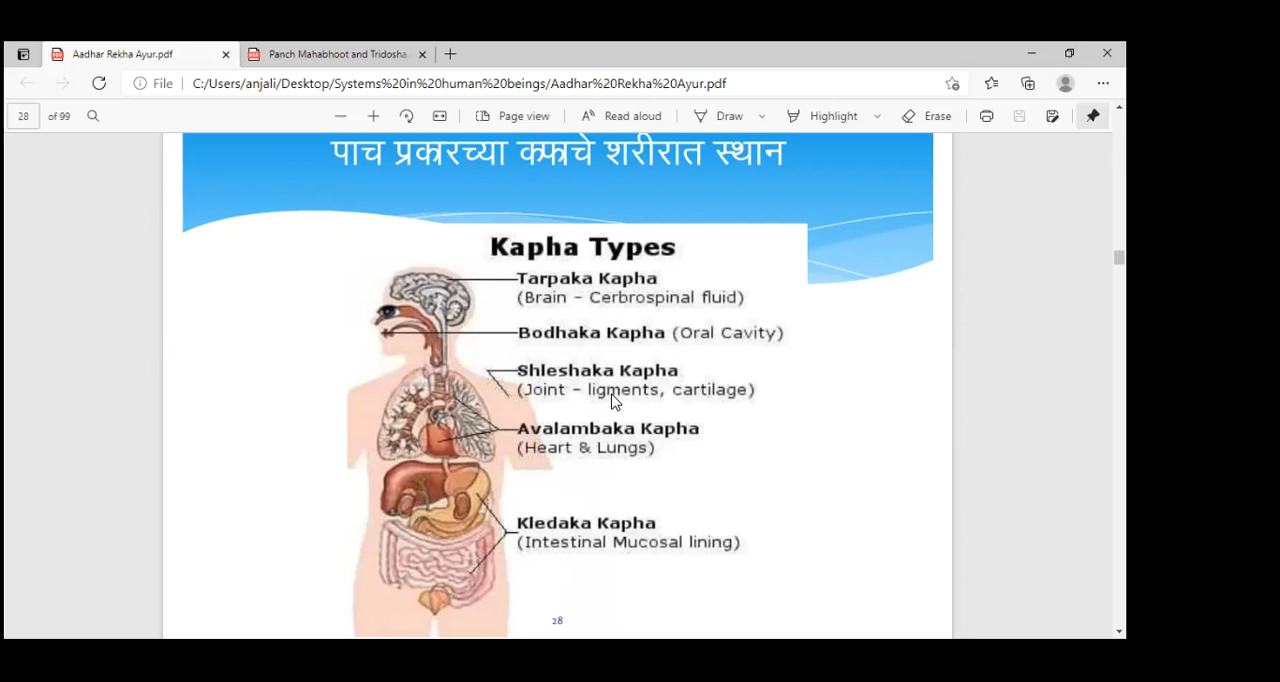 Aadhar Rekha Ayur.pdf
Panch Mahabhoot and Tridosha
File C:/Users/anjali/Desktop/Systems%20in%20human%20beings/Aadhar%20Rekha%20Ayur.pdf
28 of 99 Page view Read aloud Draw Highlight Erase
पाच प्रकारच्या कफाचे शरीरात स्थान
Kapha Types
Tarpaka Kapha
(Brain - Cerbrospinal fluid)
Bodhaka Kapha (Oral Cavity)
Shleshaka Kapha
(Joint - ligments, cartilage)
Avalambaka Kapha
(Heart & Lungs)
Kledaka Kapha
(Intestinal Mucosal lining)
28